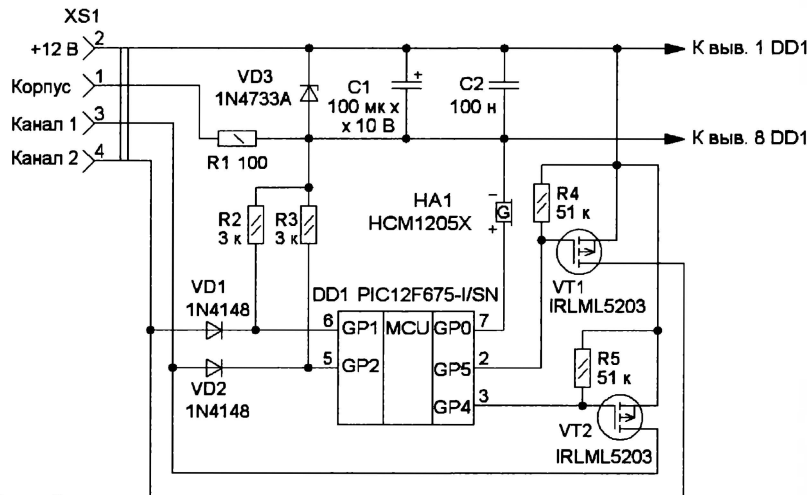 XS1
+12 В 2
Корпус 1
Канал 1 3
Канал 2 4
К выв. 1 DD1
К выв. 8 DD1
VD3
1N4733A
C1
100 мк х
х 10 В
C2
100 н
R1 100
R2
3 к
R3
3 к
HA1
HCM1205X
G
R4
51 к
VT1
IRLML5203
VD1
1N4148
VD2
1N4148
DD1 PIC12F675-I/SN
6 GP1 MCU GP0 7
5 GP2 GP5 2
GP4 3
R5
51 к
VT2
IRLML5203